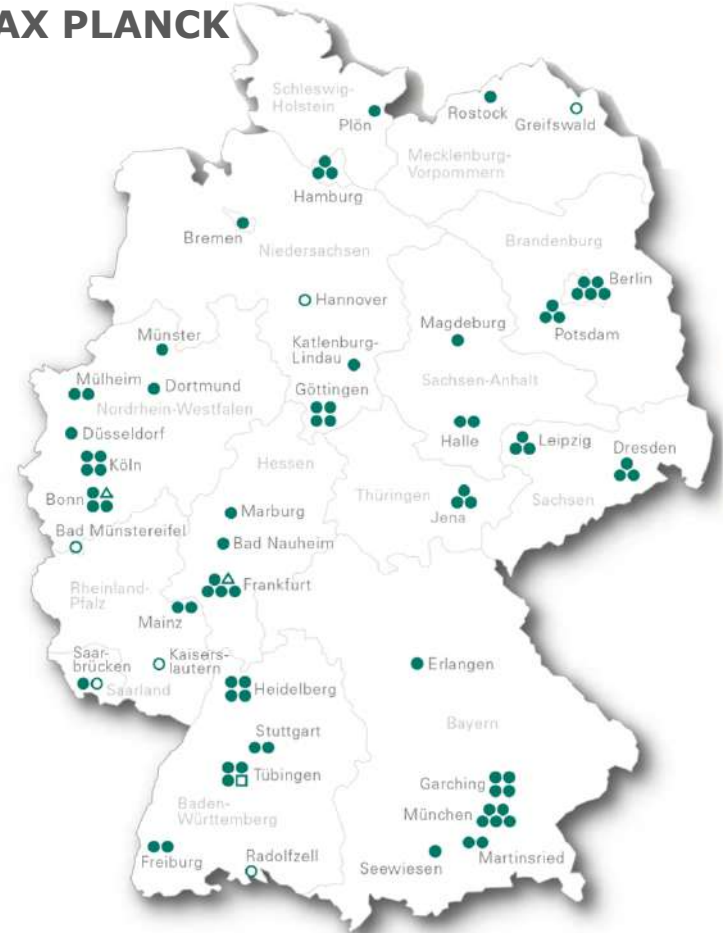 AX PLANCK
Schleswig-
Holstein
Plön
Rostock
Greifswald
Mecklenburg-
Vorpommern
Hamburg
Bremen
Niedersachsen
Brandenburg
Berlin
Hannover
Potsdam
Magdeburg
Münster
Katlenburg-
Lindau
Mülheim
Dortmund
Göttingen
Sachsen-Anhalt
Nordrhein-Westfalen
Düsseldorf
Halle
Leipzig
Dresden
Köln
Hessen
Thüringen
Sachsen
Bonn
Marburg
Jena
Bad Münstereifel
Bad Nauheim
Rheinland-
Pfalz
Frankfurt
Mainz
Saar-
brücken
Kaisers-
lautern
Saarland
Erlangen
Heidelberg
Bayern
Stuttgart
Tübingen
Garching
Baden-
Württemberg
München
Freiburg
Radolfzell
Seewiesen
Martinsried